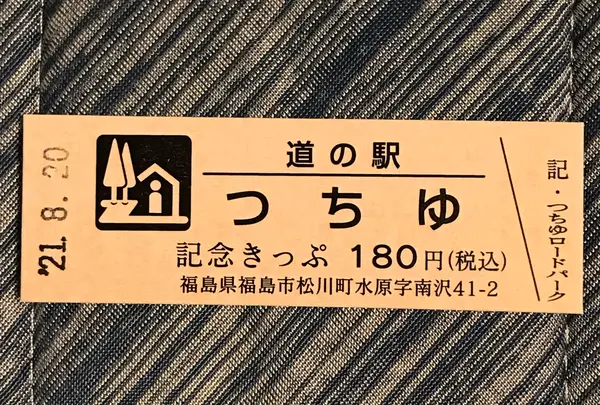 '21.8.20
道の駅
つちゆ
記念きっぷ 180円(税込)
福島県福島市松川町水原字南沢41-2
記・つちゆロードパーク